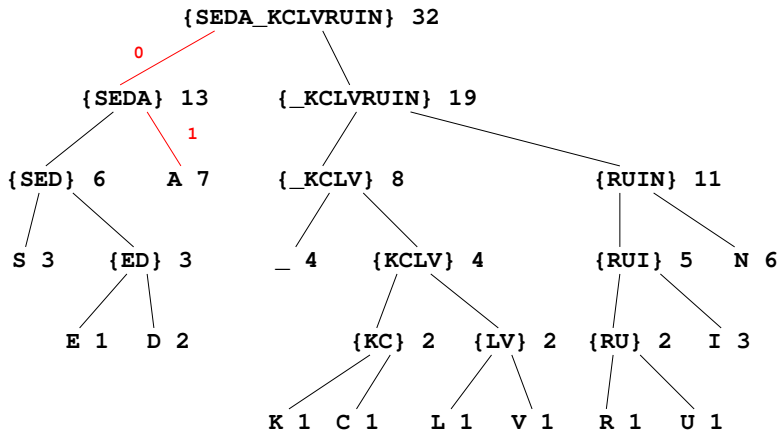 {SEDA_KCLVRUIN} 32
0
{SEDA} 13 {_KCLVRUIN} 19
1
{SED} 6 A 7 {_KCLV} 8 {RUIN} 11
S 3 {ED} 3 _ 4 {KCLV} 4 {RUI} 5 N 6
E 1 D 2 {KC} 2 {LV} 2 {RU} 2 I 3
K 1 C 1 L 1 V 1 R 1 U 1